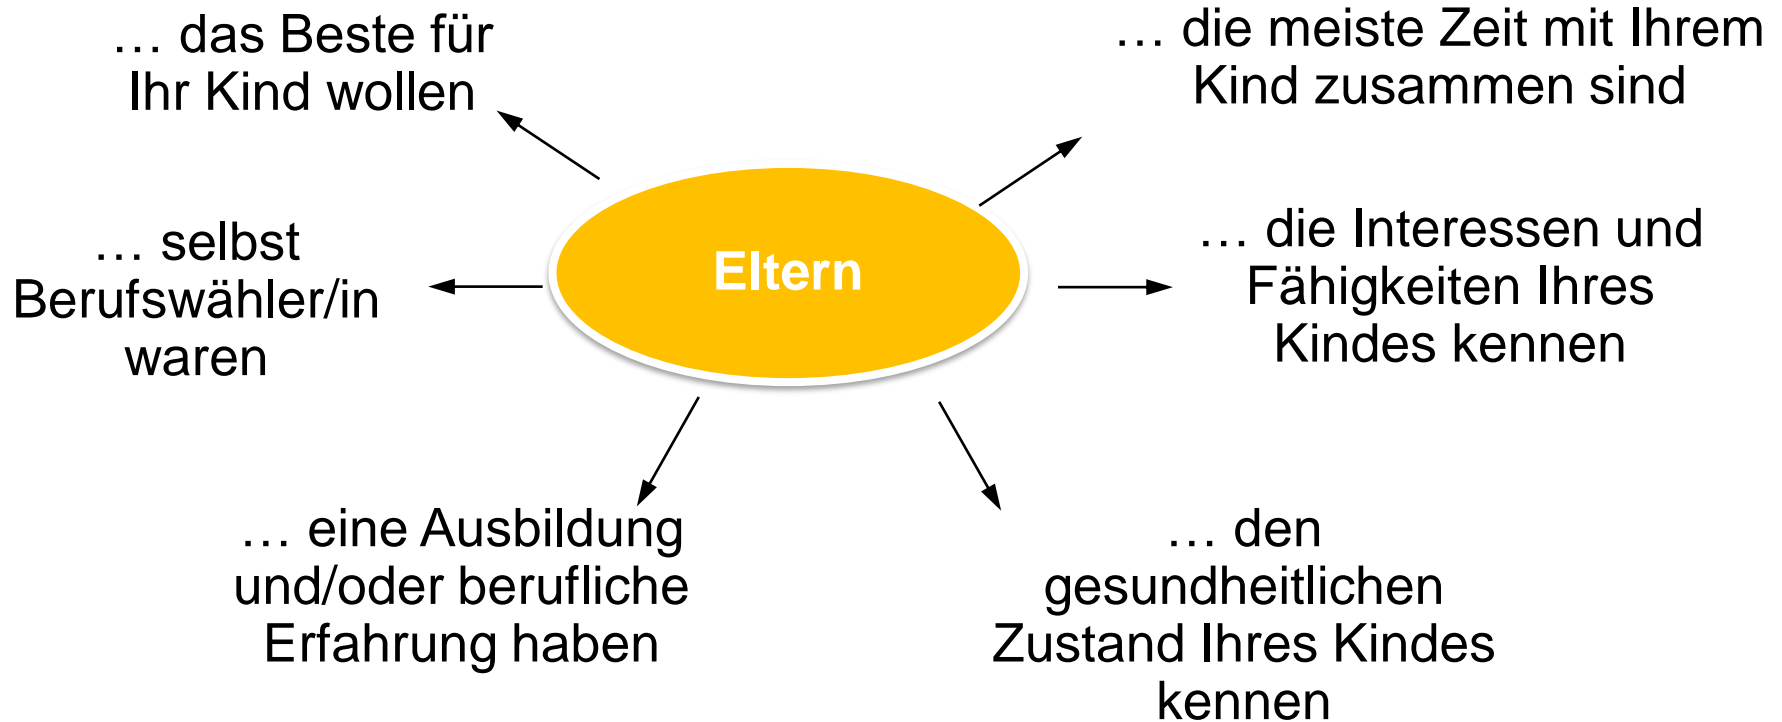 … das Beste für
Ihr Kind wollen
… die meiste Zeit mit Ihrem
Kind zusammen sind
… selbst
Berufswähler/in
waren
Eltern
… die Interessen und
Fähigkeiten Ihres
Kindes kennen
… eine Ausbildung
und/oder berufliche
Erfahrung haben
… den
gesundheitlichen
Zustand Ihres Kindes
kennen